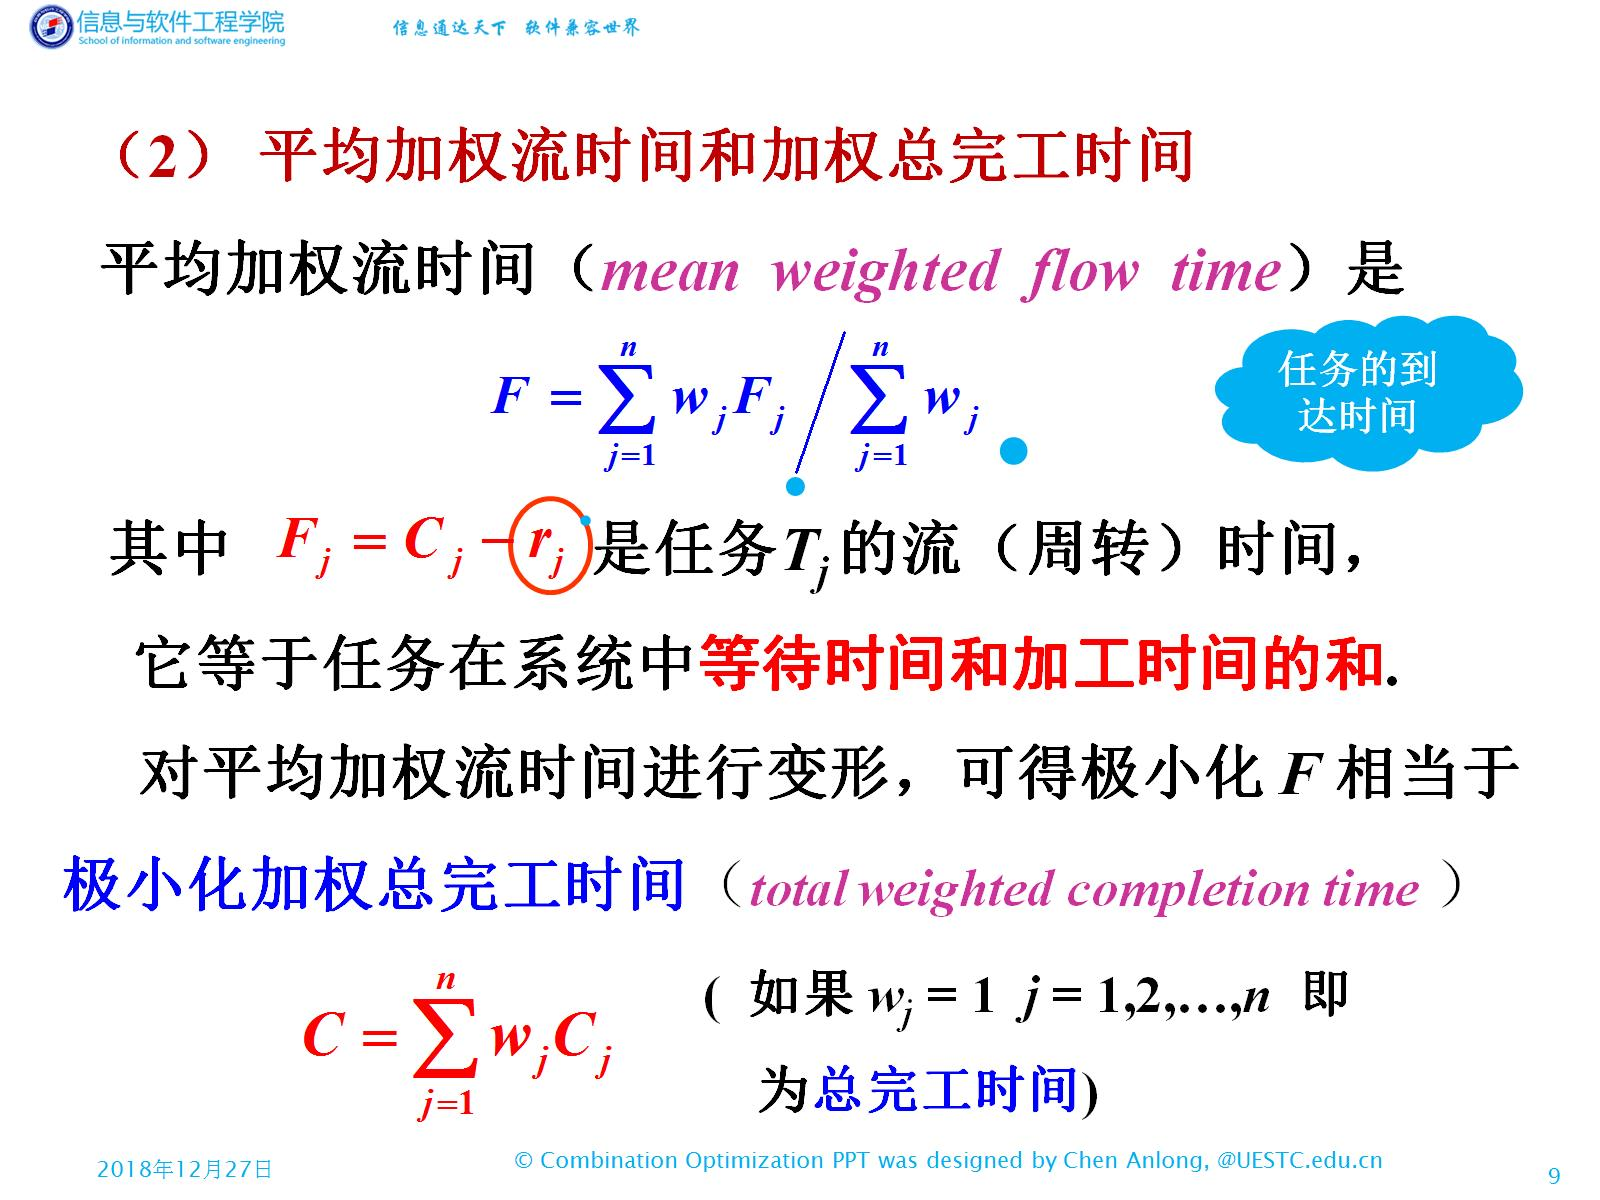 信息与软件工程学院
School of information and software engineering
信息通达天下 软件兼容世界
（2） 平均加权流时间和加权总完工时间
平均加权流时间（mean weighted flow time）是
F = ∑_{j=1}^{n} w_j F_j / ∑_{j=1}^{n} w_j
任务的到
达时间
其中 F_j = C_j − r_j 是任务T_j 的流（周转）时间，
它等于任务在系统中等待时间和加工时间的和.
对平均加权流时间进行变形，可得极小化 F 相当于
极小化加权总完工时间（total weighted completion time ）
C = ∑_{j=1}^{n} w_j C_j
( 如果 w_j = 1 j = 1,2,…,n 即
为总完工时间)
2018年12月27日
© Combination Optimization PPT was designed by Chen Anlong, @UESTC.edu.cn
9